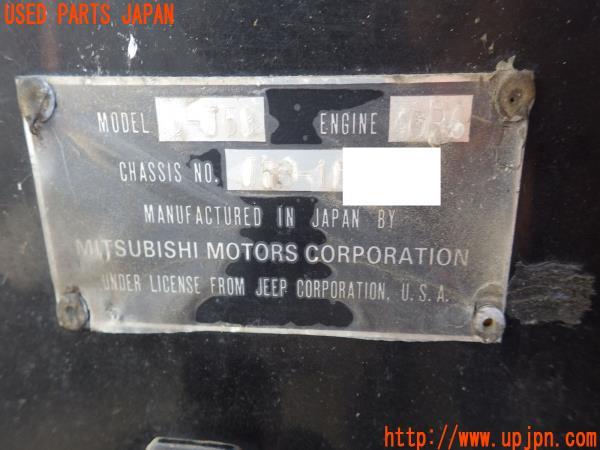 USED PARTS JAPAN
MODEL ENGINE
CHASSIS NO.
MANUFACTURED IN JAPAN BY
MITSUBISHI MOTORS CORPORATION
UNDER LICENSE FROM JEEP CORPORATION, U.S.A.
http://www.upjpn.com